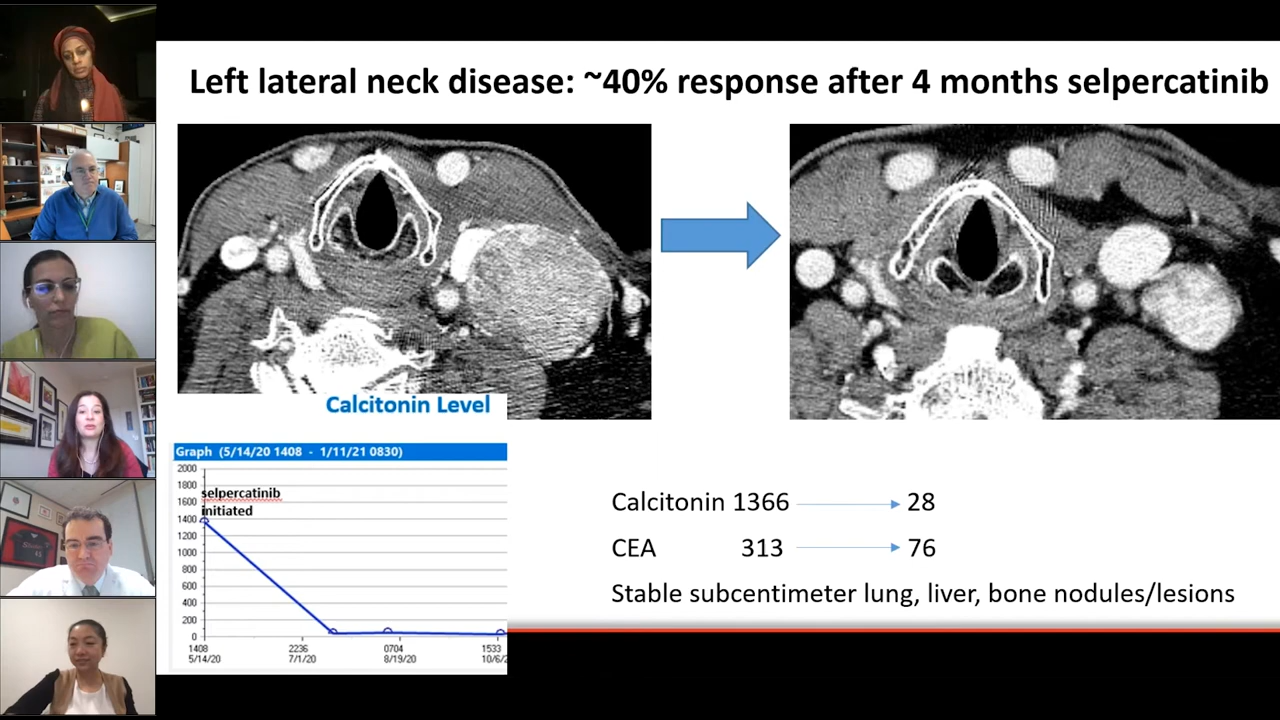 Left lateral neck disease: ~40% response after 4 months selpercatinib
Calcitonin Level
Graph (5/14/20 1408 - 1/11/21 0830)
2000
1800
1600
1400
1200
1000
800
600
400
200
0
selpercatinib
initiated
1408 2236 0704 1533
5/14/20 7/1/20 8/19/20 10/6/2
Calcitonin 1366 28
CEA 313 76
Stable subcentimeter lung, liver, bone nodules/lesions